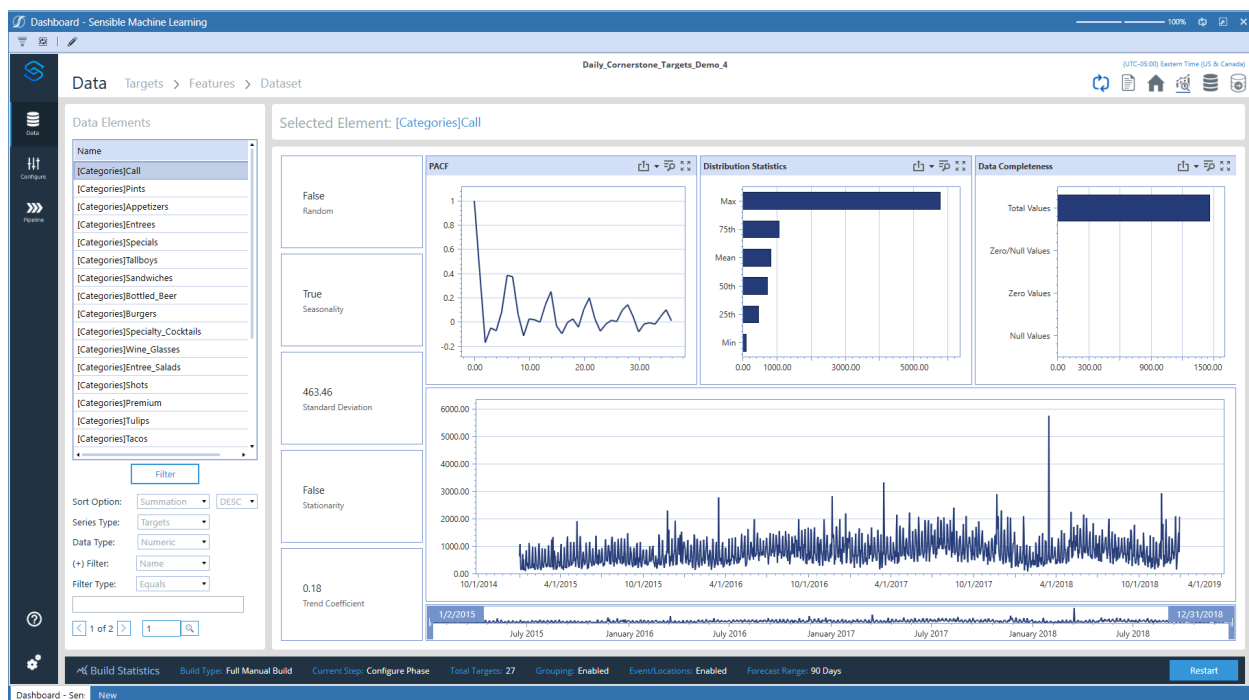 Dashboard - Sensible Machine Learning
100%
Daily_Cornerstone_Targets_Demo_4
(UTC-05:00) Eastern Time (US & Canada)
Data Targets > Features > Dataset
Data
Configure
Pipeline
Data Elements
Name
[Categories]Call
[Categories]Pints
[Categories]Appetizers
[Categories]Entrees
[Categories]Specials
[Categories]Tallboys
[Categories]Sandwiches
[Categories]Bottled_Beer
[Categories]Burgers
[Categories]Specialty_Cocktails
[Categories]Wine_Glasses
[Categories]Entree_Salads
[Categories]Shots
[Categories]Premium
[Categories]Tulips
[Categories]Tacos
Filter
Sort Option: Summation DESC
Series Type: Targets
Data Type: Numeric
(+) Filter: Name
Filter Type: Equals
< 1 of 2 > 1
Selected Element: [Categories]Call
False
Random
True
Seasonality
463.46
Standard Deviation
False
Stationarity
0.18
Trend Coefficient
PACF
1
0.8
0.6
0.4
0.2
0
-0.2
0.00 10.00 20.00 30.00
Distribution Statistics
Max
75th
Mean
50th
25th
Min
0.00 1000.00 3000.00 5000.00
Data Completeness
Total Values
Zero/Null Values
Zero Values
Null Values
0.00 300.00 900.00 1500.00
6000.00
5000.00
4000.00
3000.00
2000.00
1000.00
0.00
10/1/2014 4/1/2015 10/1/2015 4/1/2016 10/1/2016 4/1/2017 10/1/2017 4/1/2018 10/1/2018 4/1/2019
1/2/2015 12/31/2018
July 2015 January 2016 July 2016 January 2017 July 2017 January 2018 July 2018
Build Statistics Build Type: Full Manual Build Current Step: Configure Phase Total Targets: 27 Grouping: Enabled Event/Locations: Enabled Forecast Range: 90 Days Restart
Dashboard - Sen: New